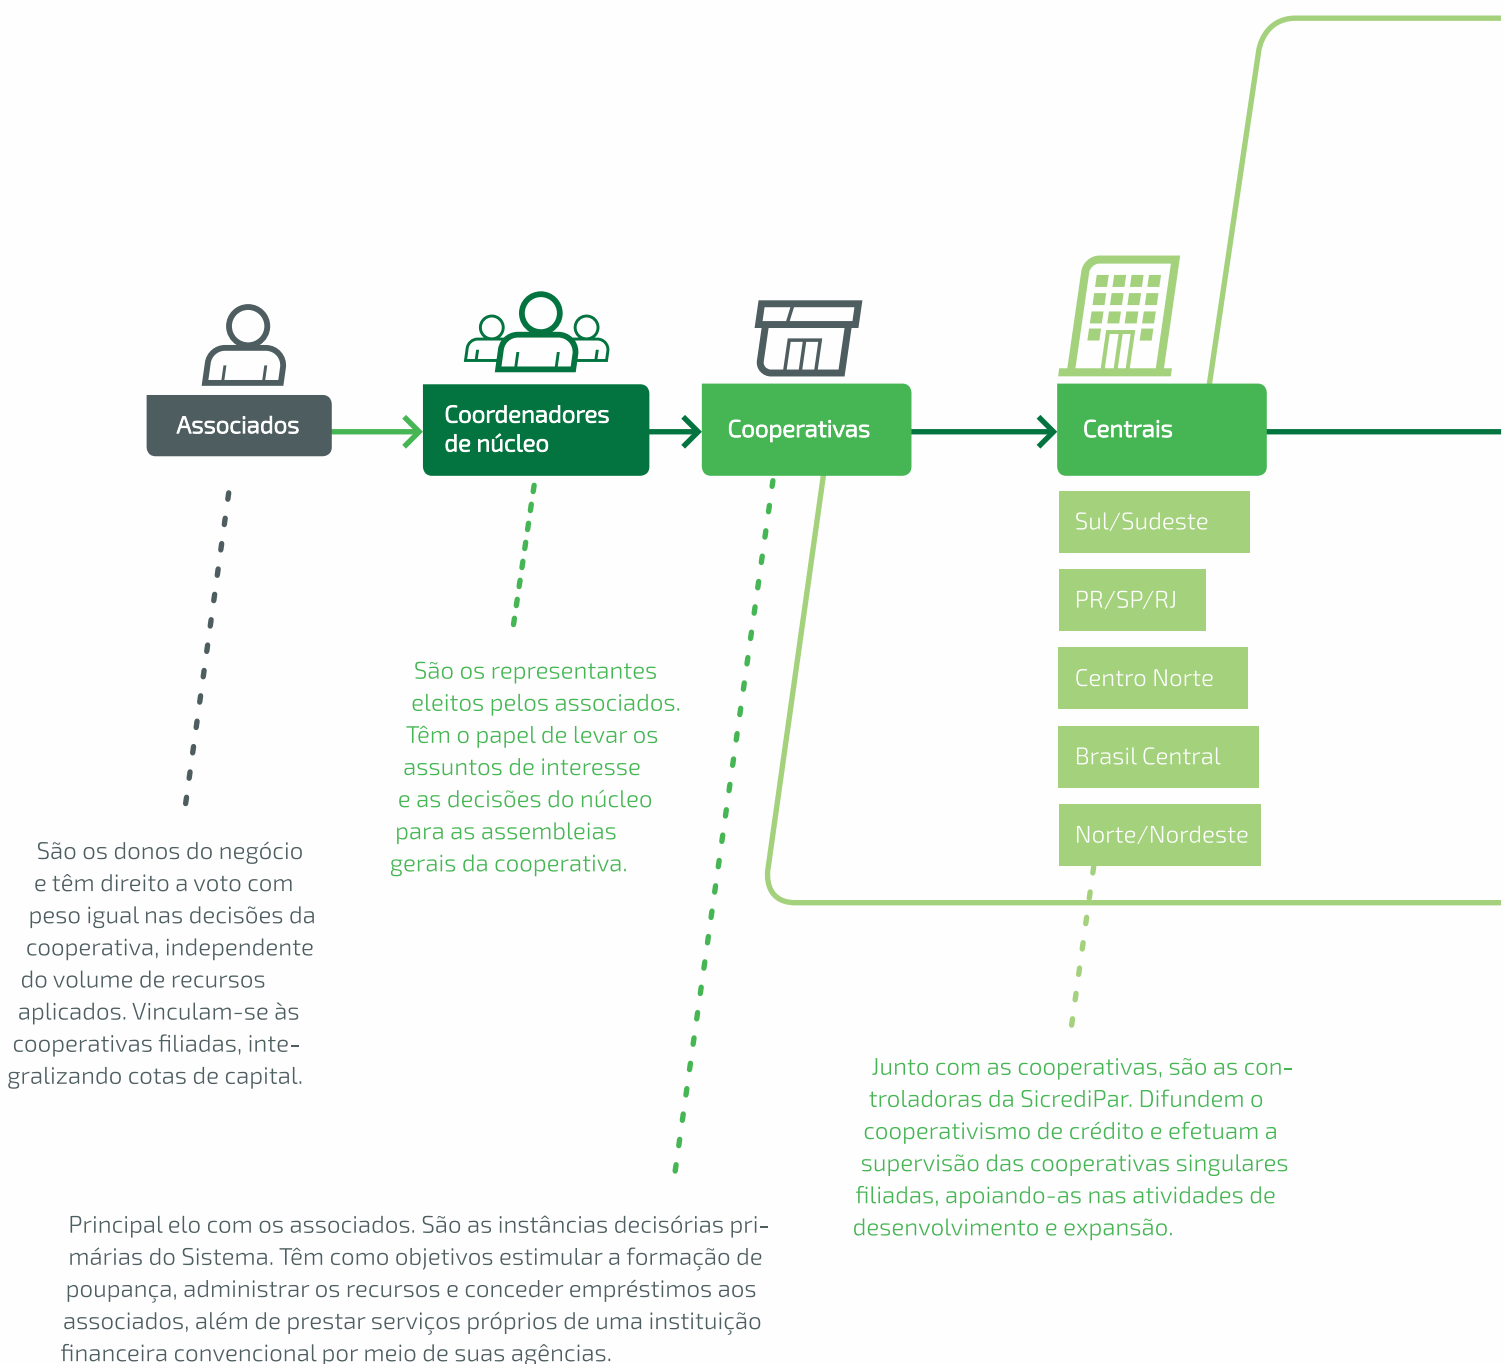 Associados
Coordenadores
de núcleo
Cooperativas
Centrais
Sul/Sudeste
PR/SP/RJ
Centro Norte
Brasil Central
Norte/Nordeste
São os donos do negócio
e têm direito a voto com
peso igual nas decisões da
cooperativa, independente
do volume de recursos
aplicados. Vinculam-se às
cooperativas filiadas, inte-
gralizando cotas de capital.
São os representantes
eleitos pelos associados.
Têm o papel de levar os
assuntos de interesse
e as decisões do núcleo
para as assembleias
gerais da cooperativa.
Principal elo com os associados. São as instâncias decisórias pri-
márias do Sistema. Têm como objetivos estimular a formação de
poupança, administrar os recursos e conceder empréstimos aos
associados, além de prestar serviços próprios de uma instituição
financeira convencional por meio de suas agências.
Junto com as cooperativas, são as con-
troladoras da SicrediPar. Difundem o
cooperativismo de crédito e efetuam a
supervisão das cooperativas singulares
filiadas, apoiando-as nas atividades de
desenvolvimento e expansão.